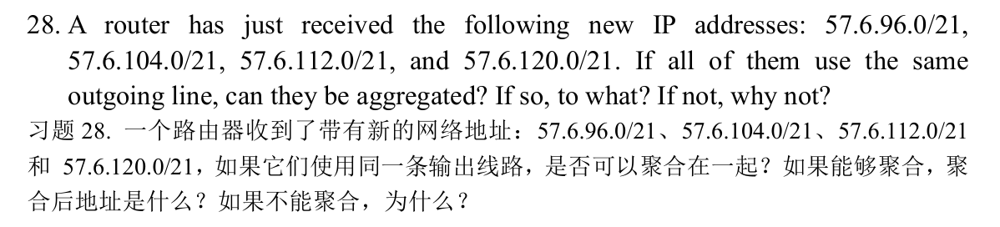 28. A router has just received the following new IP addresses: 57.6.96.0/21,
57.6.104.0/21, 57.6.112.0/21, and 57.6.120.0/21. If all of them use the same
outgoing line, can they be aggregated? If so, to what? If not, why not?
习题 28. 一个路由器收到了带有新的网络地址：57.6.96.0/21、57.6.104.0/21、57.6.112.0/21
和 57.6.120.0/21，如果它们使用同一条输出线路，是否可以聚合在一起？如果能够聚合，聚
合后地址是什么？如果不能聚合，为什么？